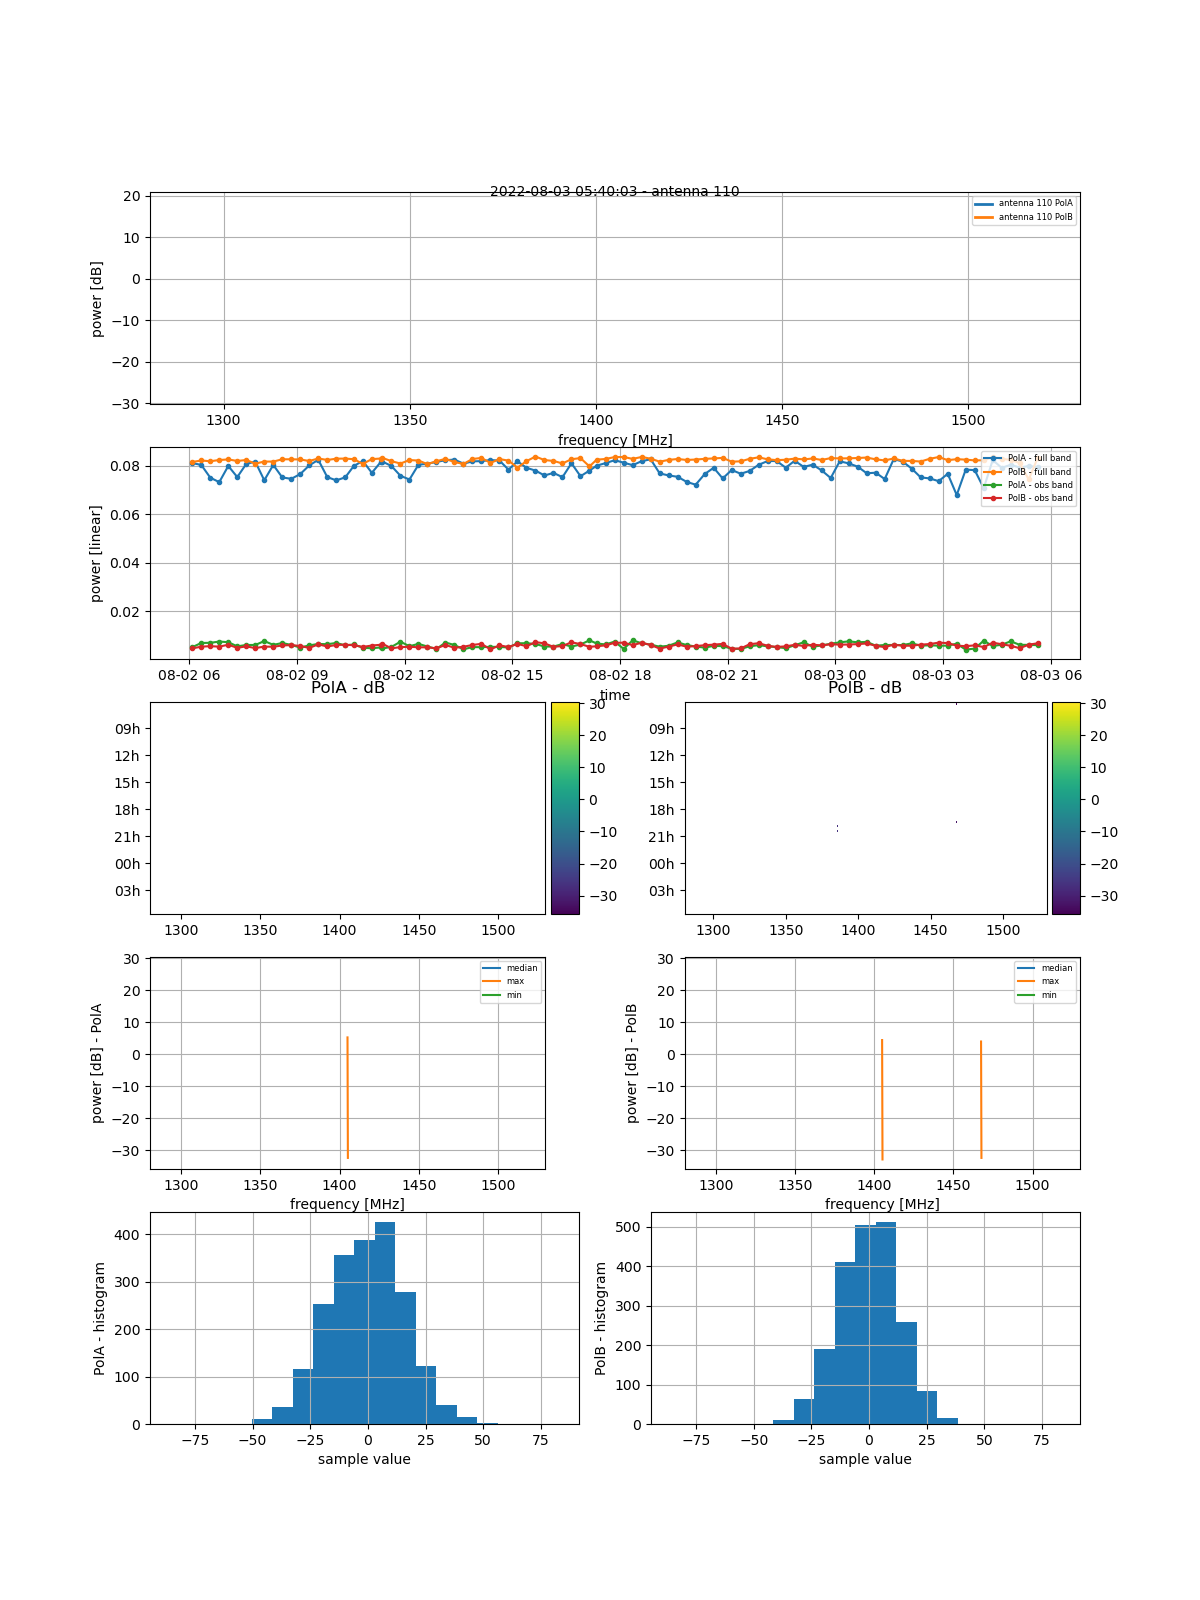 2022-08-03 05:40:03 - antenna 110
20
10
0
−10
−20
−30
power [dB]
antenna 110 PolA
antenna 110 PolB
1300
1350
1400
1450
1500
frequency [MHz]
0.08
0.06
0.04
0.02
power [linear]
PolA - full band
PolB - full band
PolA - obs band
PolB - obs band
08-02 06
08-02 09
08-02 12
08-02 15
08-02 18
08-02 21
08-03 00
08-03 03
08-03 06
time
PolA - dB
09h
12h
15h
18h
21h
00h
03h
1300
1350
1400
1450
1500
30
20
10
0
−10
−20
−30
PolB - dB
09h
12h
15h
18h
21h
00h
03h
1300
1350
1400
1450
1500
30
20
10
0
−10
−20
−30
30
20
10
0
−10
−20
−30
power [dB] - PolA
median
max
min
1300
1350
1400
1450
1500
frequency [MHz]
30
20
10
0
−10
−20
−30
power [dB] - PolB
median
max
min
1300
1350
1400
1450
1500
frequency [MHz]
400
300
200
100
0
PolA - histogram
−75
−50
−25
0
25
50
75
sample value
500
400
300
200
100
0
PolB - histogram
−75
−50
−25
0
25
50
75
sample value